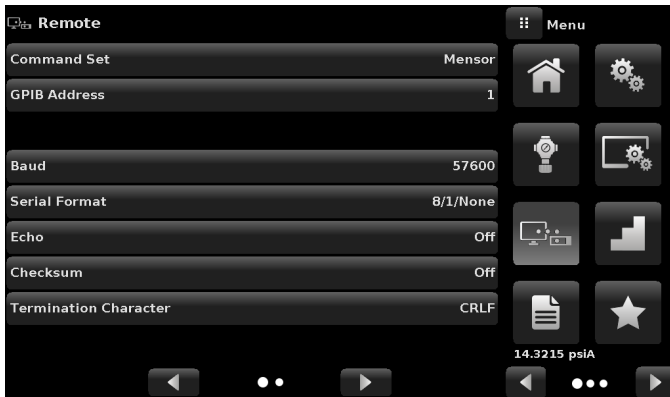 Remote
Menu
Command Set Mensor
GPIB Address 1
Baud 57600
Serial Format 8/1/None
Echo Off
Checksum Off
Termination Character CRLF
14.3215 psiA